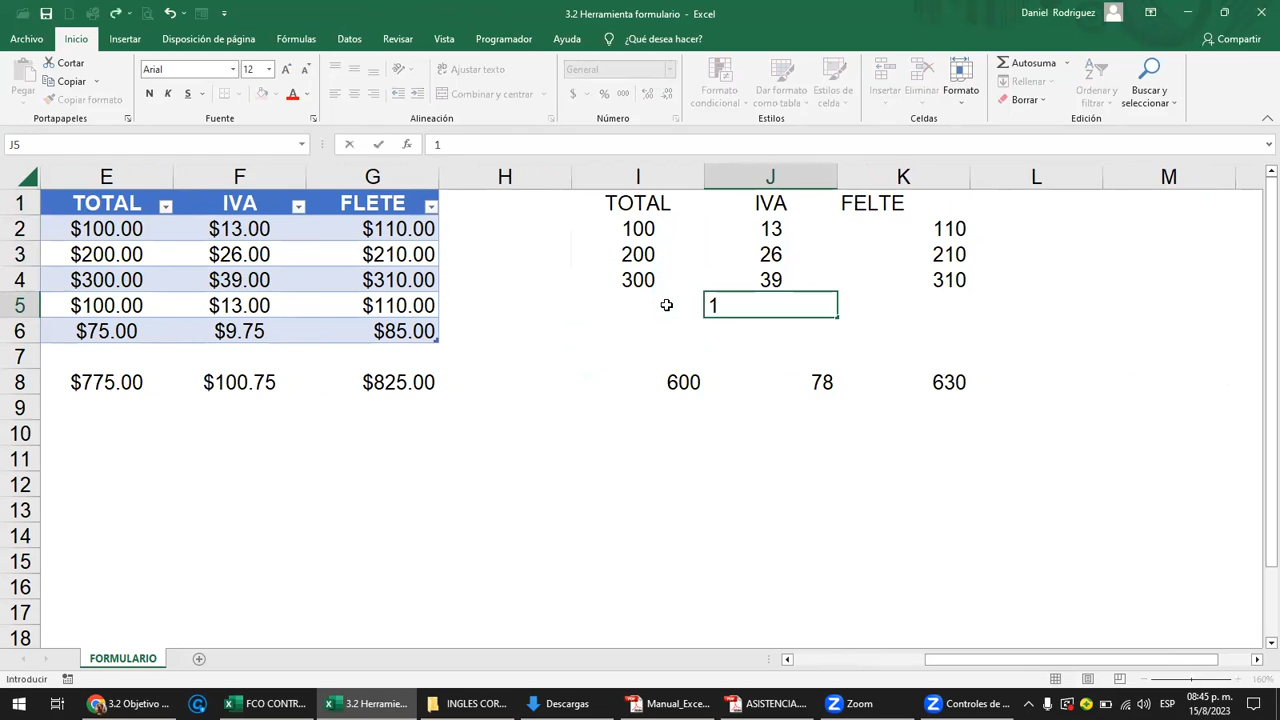 3.2 Herramienta formulario - Excel
Daniel Rodriguez
Archivo Inicio Insertar Disposición de página Fórmulas Datos Revisar Vista Programador Ayuda ¿Qué desea hacer? Compartir
Pegar Cortar Copiar Copiar formato
Portapapeles
Arial 12
N K S
Fuente
Ajustar texto
Combinar y centrar
Alineación
General
$ % 000
Número
Formato condicional Dar formato como tabla Estilos de celda
Estilos
Insertar Eliminar Formato
Celdas
Autosuma Rellenar Borrar Ordenar y filtrar Buscar y seleccionar
Edición
J5 fx 1
E F G H I J K L M
1 TOTAL IVA FLETE TOTAL IVA FELTE
2 $100.00 $13.00 $110.00 100 13 110
3 $200.00 $26.00 $210.00 200 26 210
4 $300.00 $39.00 $310.00 300 39 310
5 $100.00 $13.00 $110.00 1
6 $75.00 $9.75 $85.00
7
8 $775.00 $100.75 $825.00 600 78 630
9
10
11
12
13
14
15
16
17
18
FORMULARIO
Introducir 160%
3.2 Objetivo ... FCO CONTR... 3.2 Herramie... INGLES COR... Descargas Manual_Exce... ASISTENCIA.... Zoom Controles de ... ESP 08:45 p. m.
15/8/2023